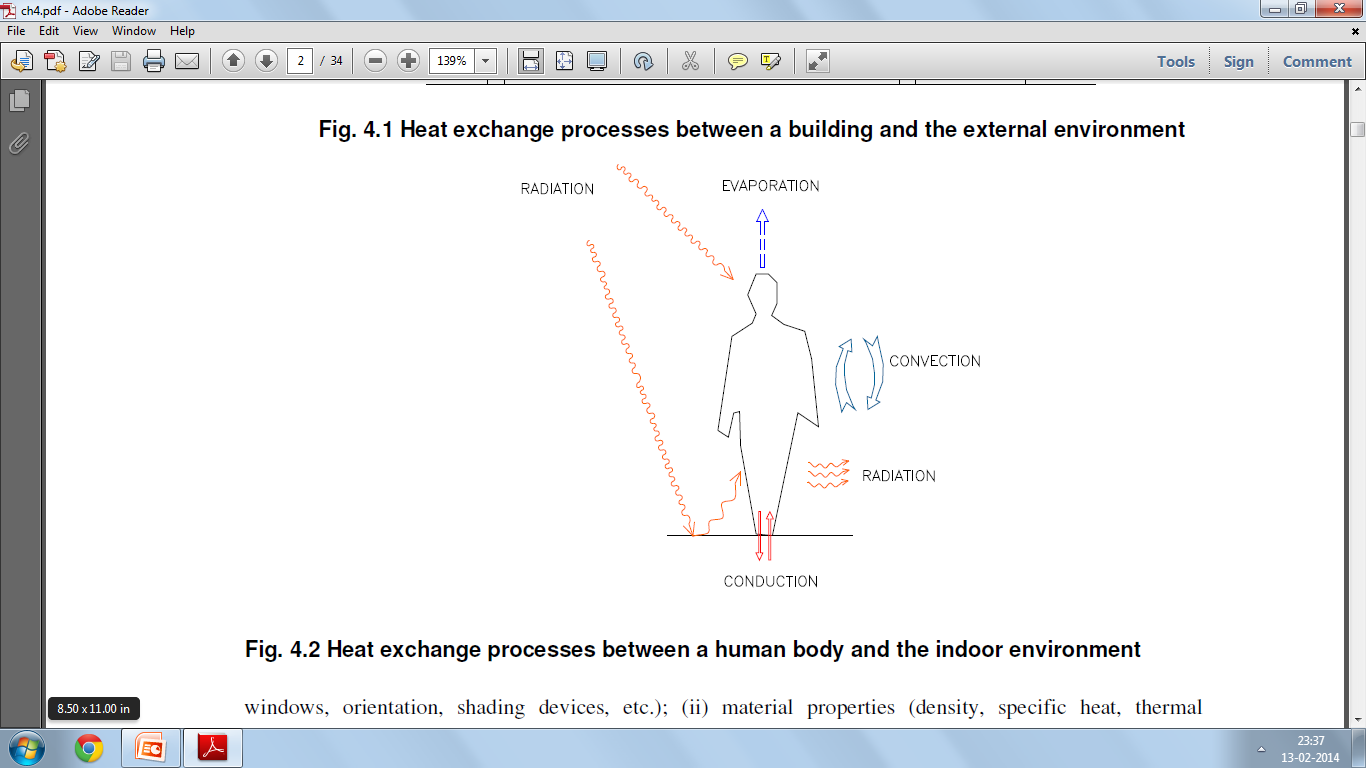 ch4.pdf - Adobe Reader
File Edit View Window Help
2 / 34 139% Tools Sign Comment
Fig. 4.1 Heat exchange processes between a building and the external environment
RADIATION EVAPORATION
CONVECTION
RADIATION
CONDUCTION
Fig. 4.2 Heat exchange processes between a human body and the indoor environment
windows, orientation, shading devices, etc.); (ii) material properties (density, specific heat, thermal
8.50 x 11.00 in
23:37
13-02-2014